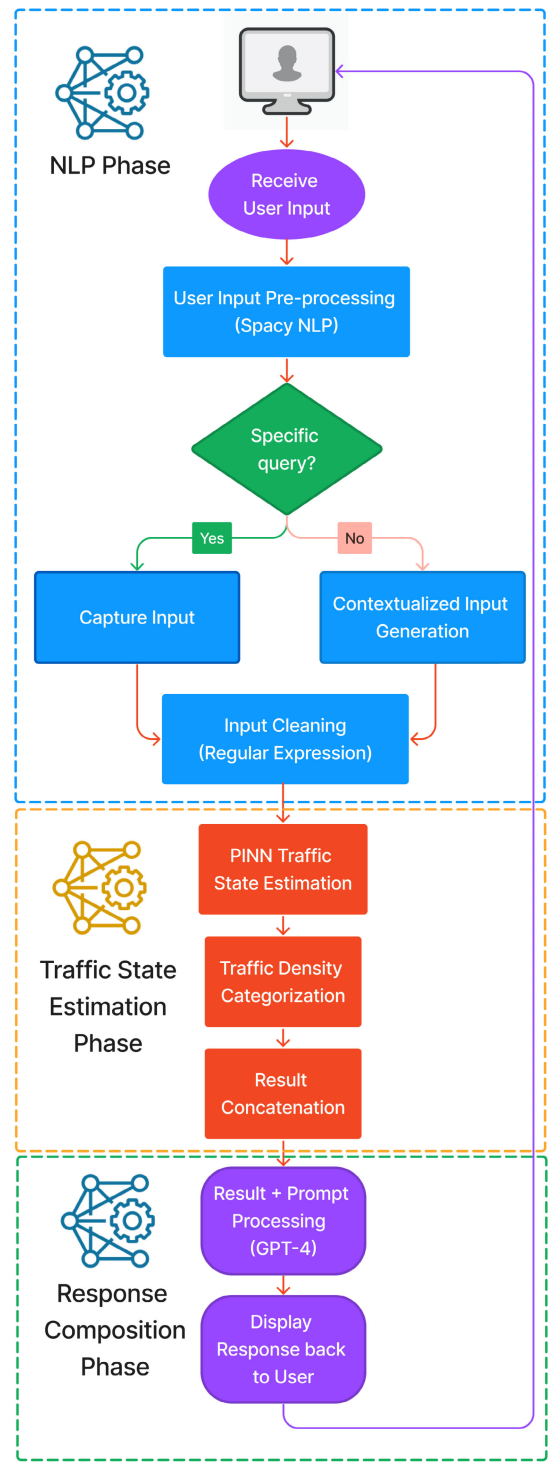 NLP Phase
Receive
User Input
User Input Pre-processing
(Spacy NLP)
Specific
query?
Yes
No
Capture Input
Contextualized Input
Generation
Input Cleaning
(Regular Expression)
Traffic State
Estimation
Phase
PINN Traffic
State Estimation
Traffic Density
Categorization
Result
Concatenation
Response
Composition
Phase
Result + Prompt
Processing
(GPT-4)
Display
Response back
to User